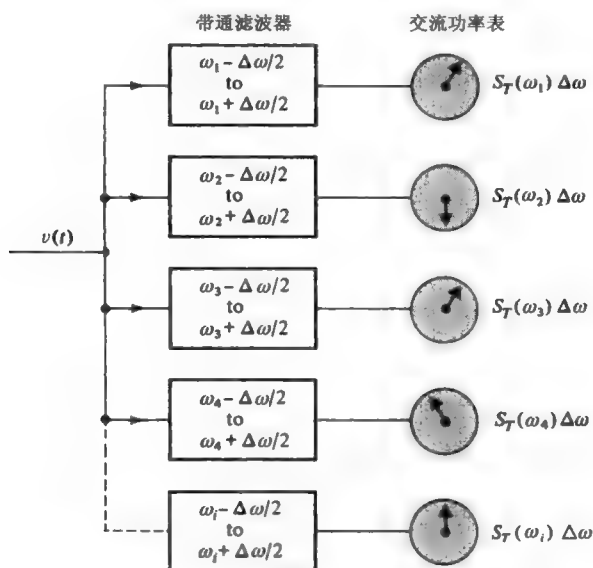 带通滤波器 交流功率表
ω₁ − Δω/2
to
ω₁ + Δω/2
S_T(ω₁) Δω
ω₂ − Δω/2
to
ω₂ + Δω/2
S_T(ω₂) Δω
v(t)
ω₃ − Δω/2
to
ω₃ + Δω/2
S_T(ω₃) Δω
ω₄ − Δω/2
to
ω₄ + Δω/2
S_T(ω₄) Δω
ωᵢ − Δω/2
to
ωᵢ + Δω/2
S_T(ωᵢ) Δω